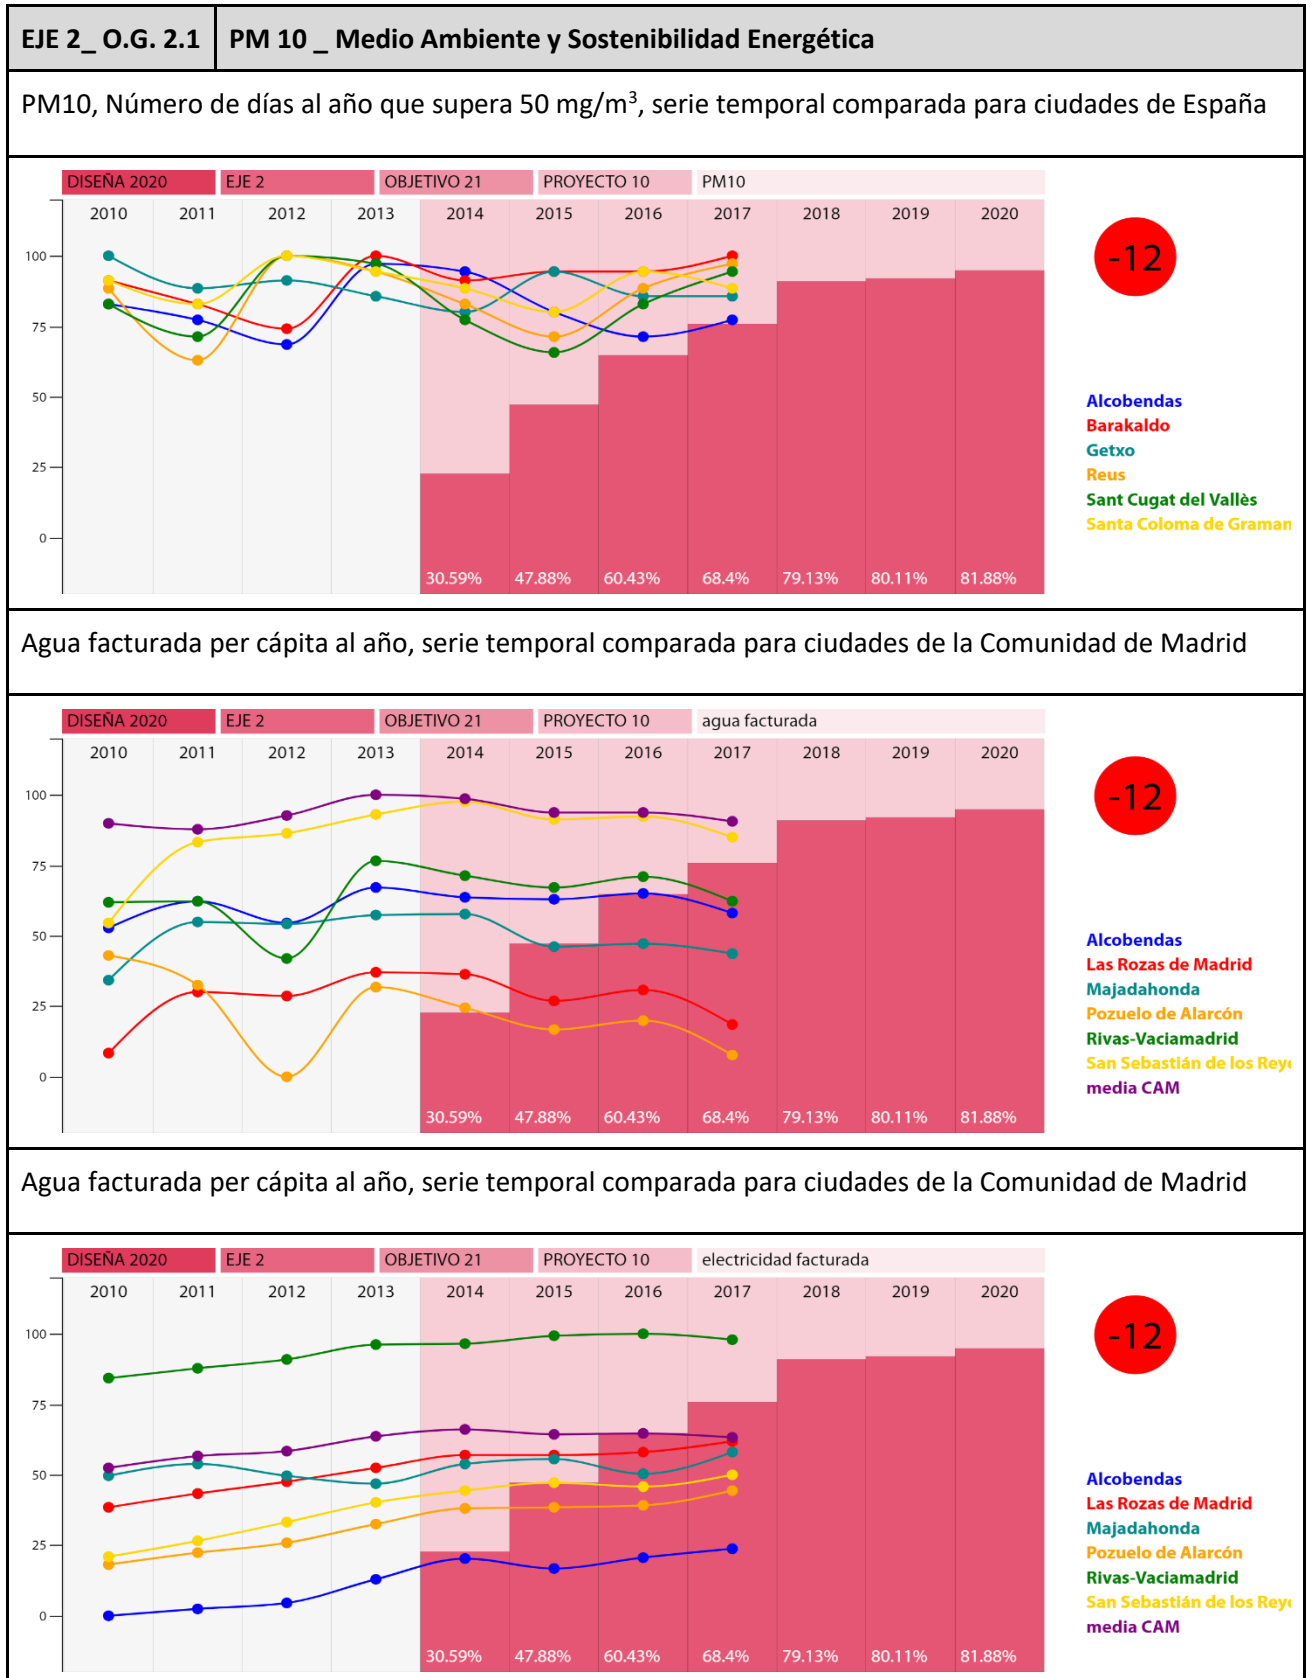 EJE 2_ O.G. 2.1 PM 10 _ Medio Ambiente y Sostenibilidad Energética
PM10, Número de días al año que supera 50 mg/m³, serie temporal comparada para ciudades de España
DISEÑA 2020 EJE 2 OBJETIVO 21 PROYECTO 10 PM10
2010 2011 2012 2013 2014 2015 2016 2017 2018 2019 2020
100
75
50
25
0
-12
Alcobendas
Barakaldo
Getxo
Reus
Sant Cugat del Vallès
Santa Coloma de Graman
30.59% 47.88% 60.43% 68.4% 79.13% 80.11% 81.88%
Agua facturada per cápita al año, serie temporal comparada para ciudades de la Comunidad de Madrid
DISEÑA 2020 EJE 2 OBJETIVO 21 PROYECTO 10 agua facturada
2010 2011 2012 2013 2014 2015 2016 2017 2018 2019 2020
100
75
50
25
0
-12
Alcobendas
Las Rozas de Madrid
Majadahonda
Pozuelo de Alarcón
Rivas-Vaciamadrid
San Sebastián de los Reye
media CAM
30.59% 47.88% 60.43% 68.4% 79.13% 80.11% 81.88%
Agua facturada per cápita al año, serie temporal comparada para ciudades de la Comunidad de Madrid
DISEÑA 2020 EJE 2 OBJETIVO 21 PROYECTO 10 electricidad facturada
2010 2011 2012 2013 2014 2015 2016 2017 2018 2019 2020
100
75
50
25
0
-12
Alcobendas
Las Rozas de Madrid
Majadahonda
Pozuelo de Alarcón
Rivas-Vaciamadrid
San Sebastián de los Reye
media CAM
30.59% 47.88% 60.43% 68.4% 79.13% 80.11% 81.88%